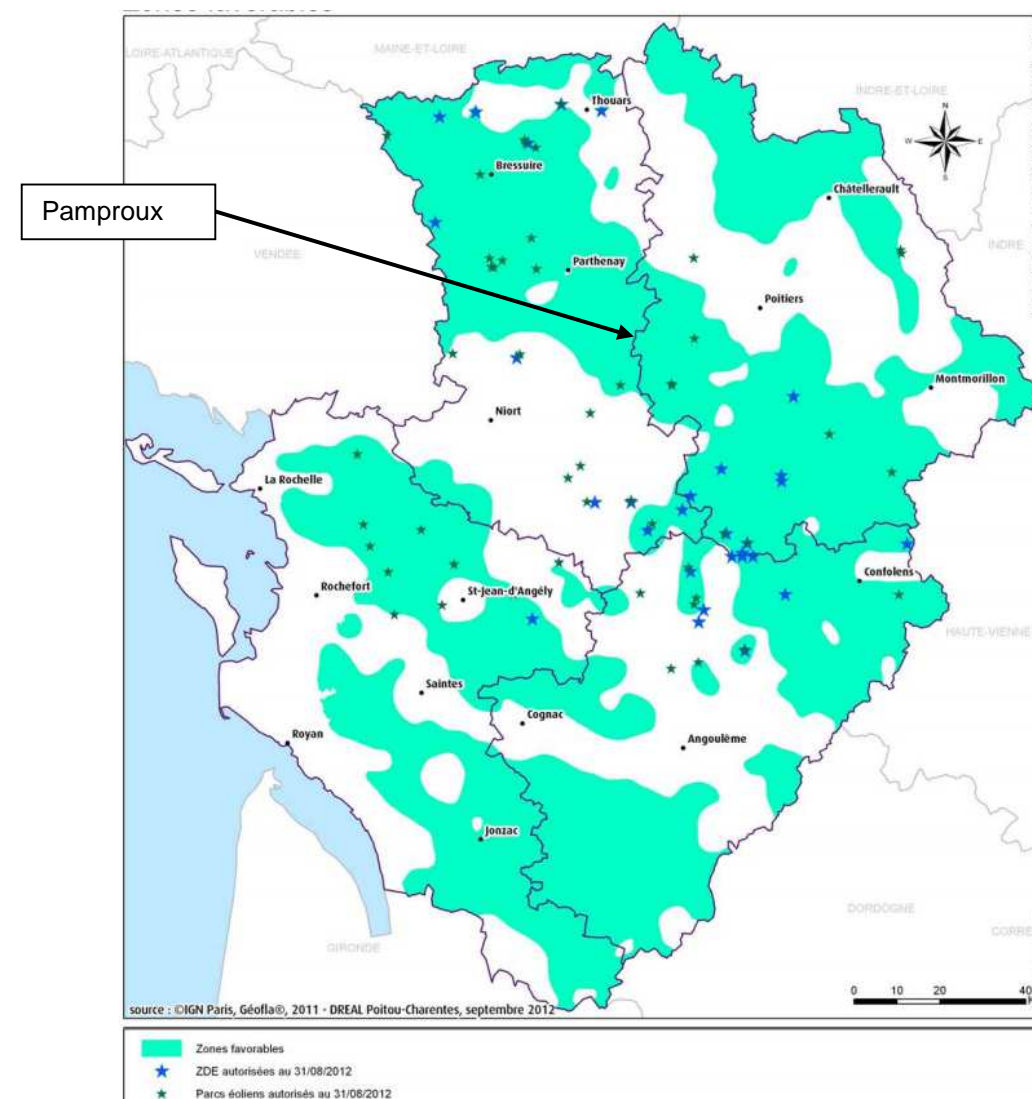 LOIRE-ATLANTIQUE
MAINE-ET-LOIRE
INDRE-ET-LOIRE
Thouars
N
W
E
S
Bressuire
Châtellerault
Pamproux
VENDEE
INDRE
Parthenay
Poitiers
Montmorillon
Niort
La Rochelle
Confolens
Rochefort
St-Jean-d'Angély
HAUTE-VIENNE
Saintes
Cognac
Royan
Angoulême
Jonzac
DORDOGNE
CORRE
GIRONDE
0 10 20 40
source : ©IGN Paris, Géofla®, 2011 - DREAL Poitou-Charentes, septembre 2012
Zones favorables
ZDE autorisées au 31/08/2012
Parcs éoliens autorisés au 31/08/2012